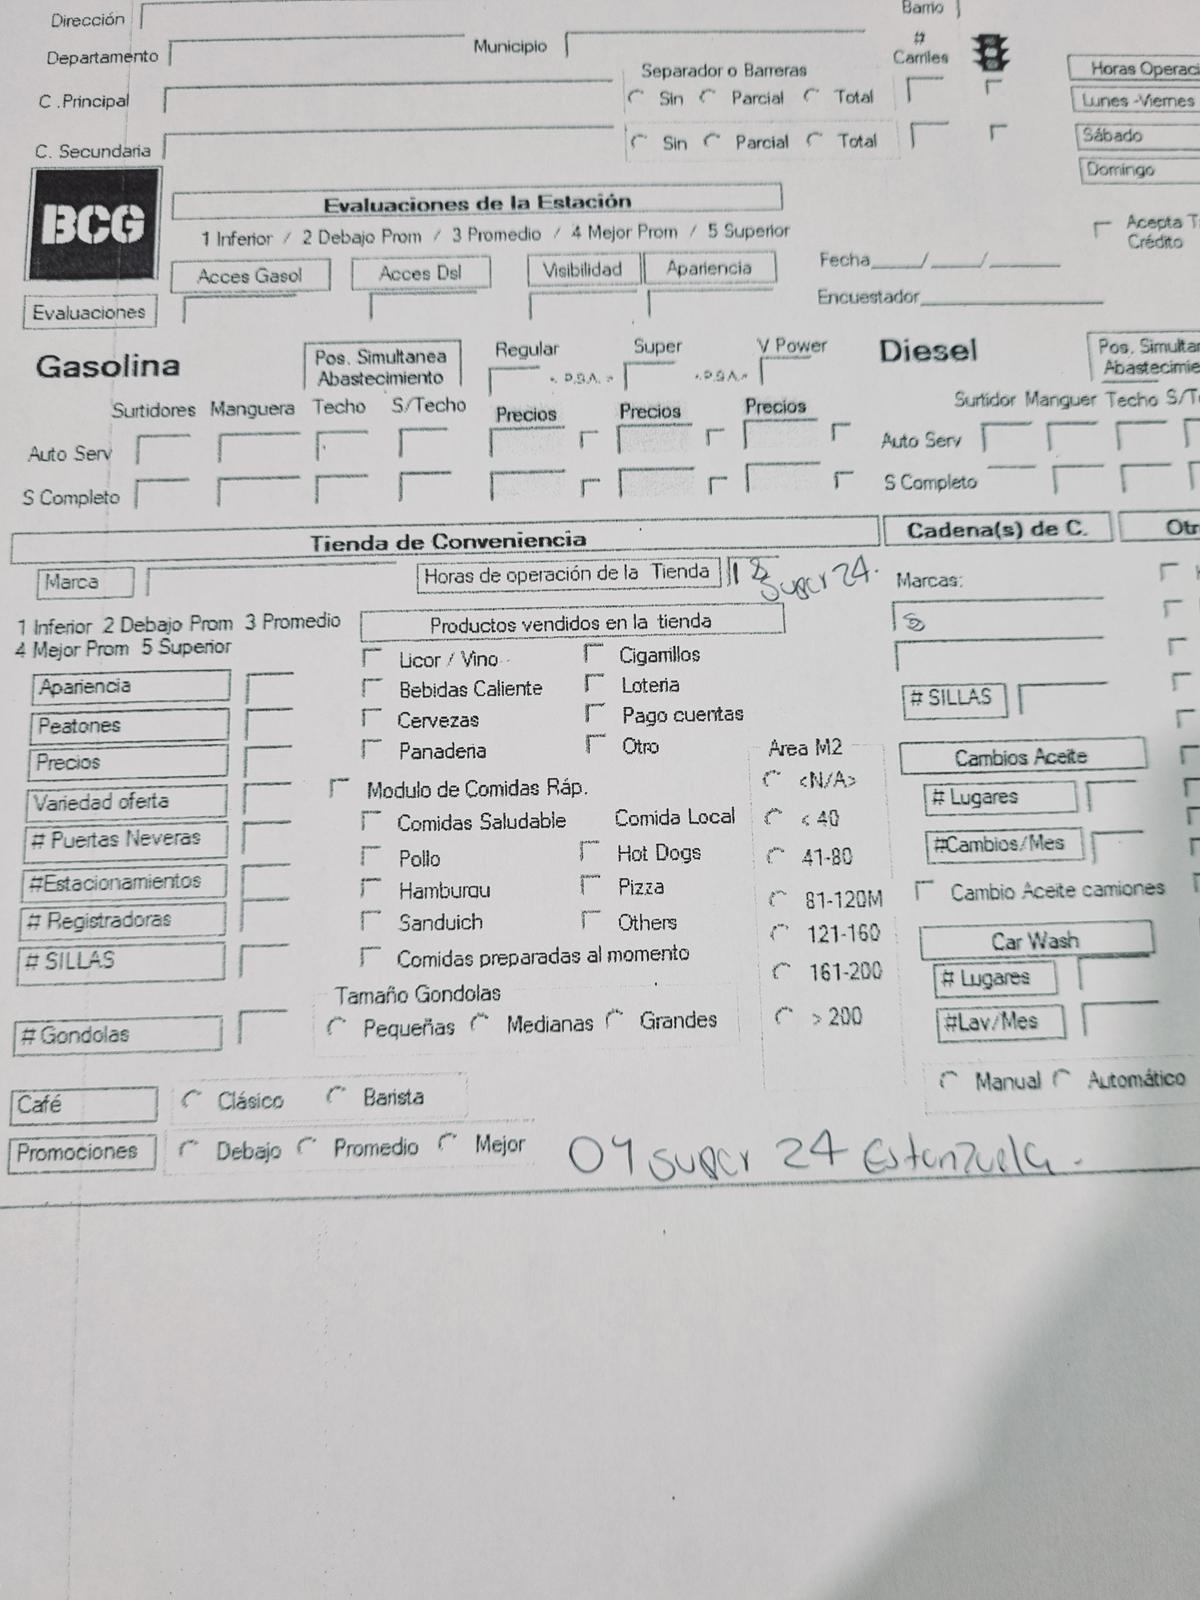 Dirección
Barrio
Departamento Municipio # Carriles
Separador o Barreras
Horas Operaci
C .Principal Sin Parcial Total
Lunes -Viernes
C. Secundaria Sin Parcial Total
Sábado
Domingo
BCG
Evaluaciones de la Estación
1 Inferior / 2 Debajo Prom / 3 Promedio / 4 Mejor Prom / 5 Superior
Acepta T
Crédito
Acces Gasol Acces Dsl Visibilidad Apariencia
Fecha____/____/____
Evaluaciones
Encuestador
Gasolina
Pos. Simultanea
Abastecimiento
Regular Super V Power
Diesel
Pos. Simultar
Abastecimie
Surtidores Manguera Techo S/Techo Precios Precios Precios
Surtidor Manguer Techo S/T
Auto Serv
Auto Serv
S Completo
S Completo
Tienda de Conveniencia
Cadena(s) de C.
Otr
Marca
Horas de operación de la Tienda
Super 24.
Marcas:
1 Inferior 2 Debajo Prom 3 Promedio
4 Mejor Prom 5 Superior
Productos vendidos en la tienda
Licor / Vino Cigarrillos
Apariencia
Bebidas Caliente Loteria
# SILLAS
Peatones
Cervezas Pago cuentas
Precios
Panaderia Otro
Area M2
Cambios Aceite
Variedad oferta
Modulo de Comidas Ráp.
<N/A>
# Lugares
# Puertas Neveras
Comidas Saludable Comida Local
< 40
#Cambios/Mes
Pollo Hot Dogs
41-80
#Estacionamientos
Hamburgu Pizza
81-120M
Cambio Aceite camiones
# Registradoras
Sanduich Others
121-160
Car Wash
# SILLAS
Comidas preparadas al momento
161-200
# Lugares
Tamaño Gondolas
# Gondolas
Pequeñas Medianas Grandes
> 200
#Lav/Mes
Manual Automático
Café Clásico Barista
Promociones Debajo Promedio Mejor
04 super 24 Estanzuela.